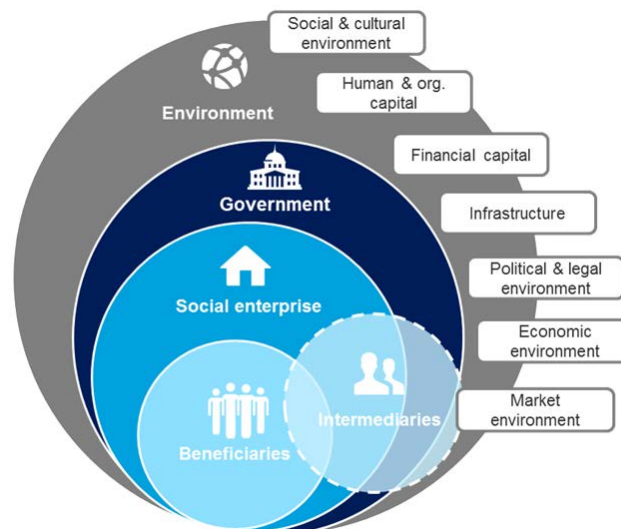 Social & cultural
environment
Human & org.
capital
Environment
Financial capital
Government
Infrastructure
Political & legal
environment
Social enterprise
Economic
environment
Market
environment
Intermediaries
Beneficiaries